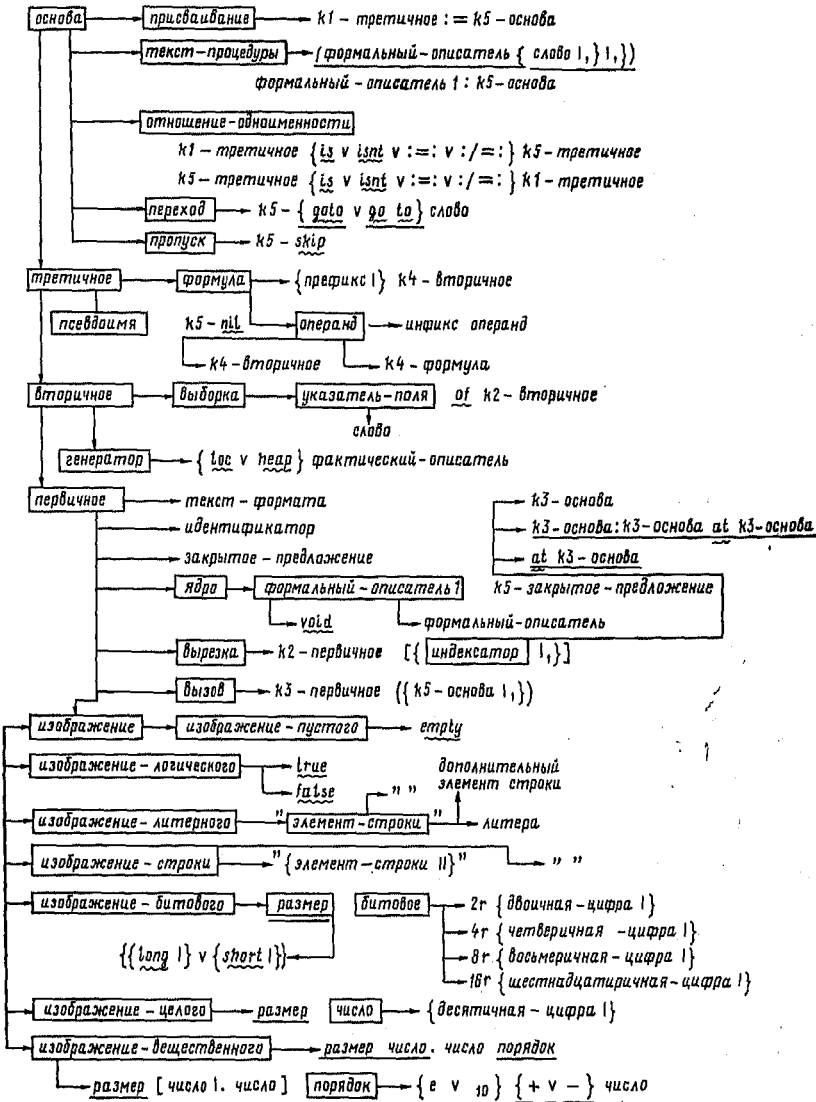 основа присваивание k1 – третичное := k5 – основа
текст–процедуры (формальный–описатель { слово |,} |,})
формальный – описатель 1 : k5–основа
отношение–одноименности
k1 – третичное {is v isnt v :=: v :/=:} k5–третичное
k5–третичное {is v isnt v :=: v :/=:} k1–третичное
переход k5–{ goto v go to} слово
пропуск k5–skip
третичное формула {префикс |} k4 – вторичное
псевдоимя k5–nil операнд инфикс операнд
k4–вторичное k4–формула
вторичное выборка указатель–поля of k2– вторичное
слово
генератор { loc v heap} фактический–описатель
первичное текст–формата k3–основа
идентификатор k3–основа:k3–основа at k3–основа
закрытое–предложение at k3–основа
ядро формальный–описатель 1 k5–закрытое–предложение
void формальный–описатель
вырезка k2–первичное [{ индексатор |,}]
вызов k3–первичное ({k5–основа |,})
изображение изображение–пустого empty
изображение–логического true дополнительный
false элемент строки
" "
изображение–литерного " элемент–строки " литера
изображение – строки "{элемент–строки ||}" " "
изображение–битового размер битовое 2r { двоичная–цифра |}
4r { четверичная –цифра |}
{{long |} v {short |}} 8r { восьмеричная–цифра |}
16r {шестнадцатиричная–цифра |}
изображение–целого размер число {десятичная – цифра |}
изображение–вещественного размер число . число порядок
размер [ число |. число] порядок {e v 10} {+ v –} число